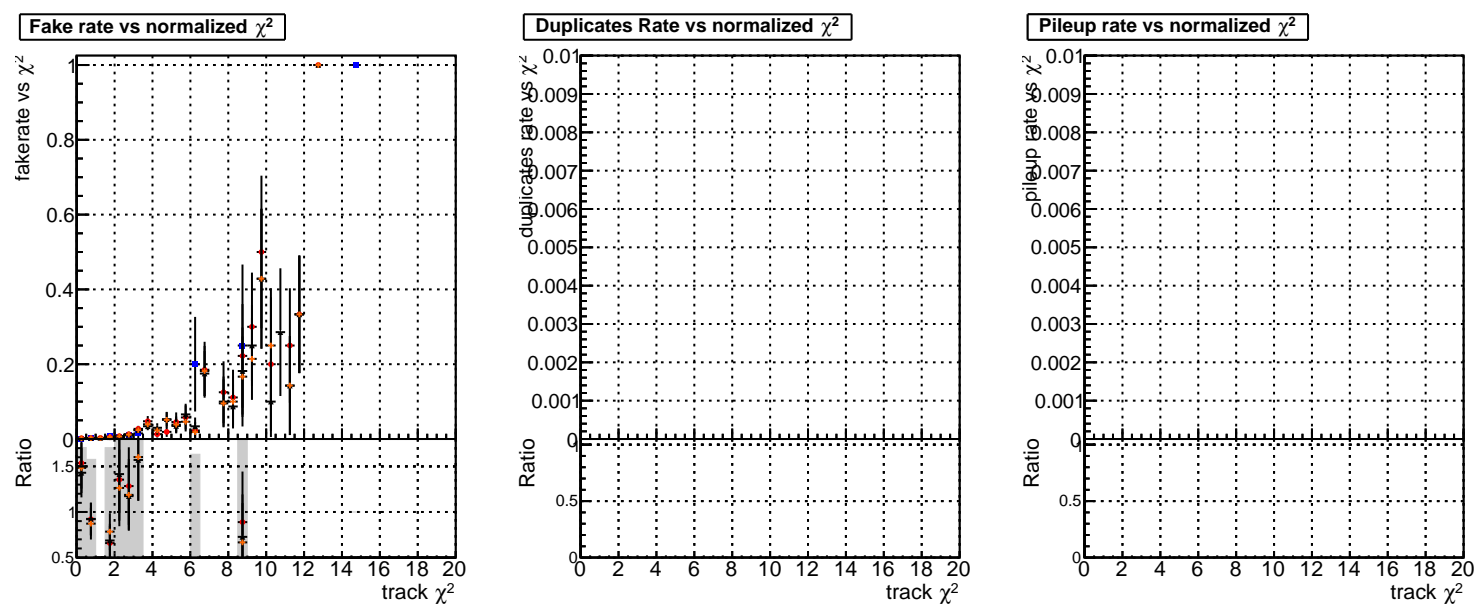 Fake rate vs normalized χ²
fakerate vs χ²
1
0.8
0.6
0.4
0.2
0
Ratio
1.5
1
0.5
0 2 4 6 8 10 12 14 16 18 20
track χ²
Duplicates Rate vs normalized χ²
duplicates rate vs χ²
0.01
0.009
0.008
0.007
0.006
0.005
0.004
0.003
0.002
0.001
0
Ratio
1
0.5
0
0 2 4 6 8 10 12 14 16 18 20
track χ²
Pileup rate vs normalized χ²
pileup rate vs χ²
0.01
0.009
0.008
0.007
0.006
0.005
0.004
0.003
0.002
0.001
0
Ratio
1
0.5
0
0 2 4 6 8 10 12 14 16 18 20
track χ²